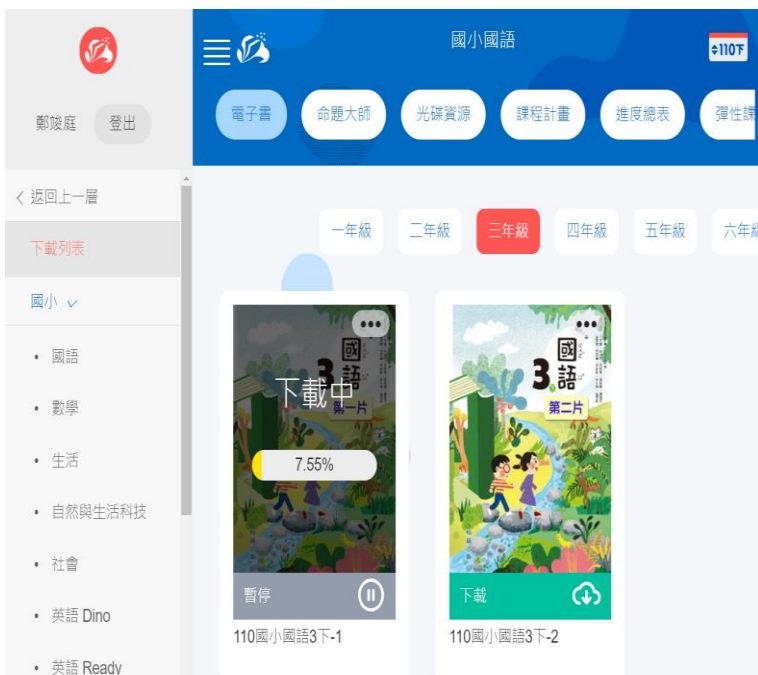 鄭竣庭 登出
返回上一層
下載列表
國小
• 國語
• 數學
• 生活
• 自然與生活科技
• 社會
• 英語 Dino
• 英語 Ready
國小國語
110下
電子書 命題大師 光碟資源 課程計畫 進度總表 彈性課
一年級 二年級 三年級 四年級 五年級 六年級
國
3語
第一片
下載中
7.55%
暫停
110國小國語3下-1
國
3語
第二片
下載
110國小國語3下-2